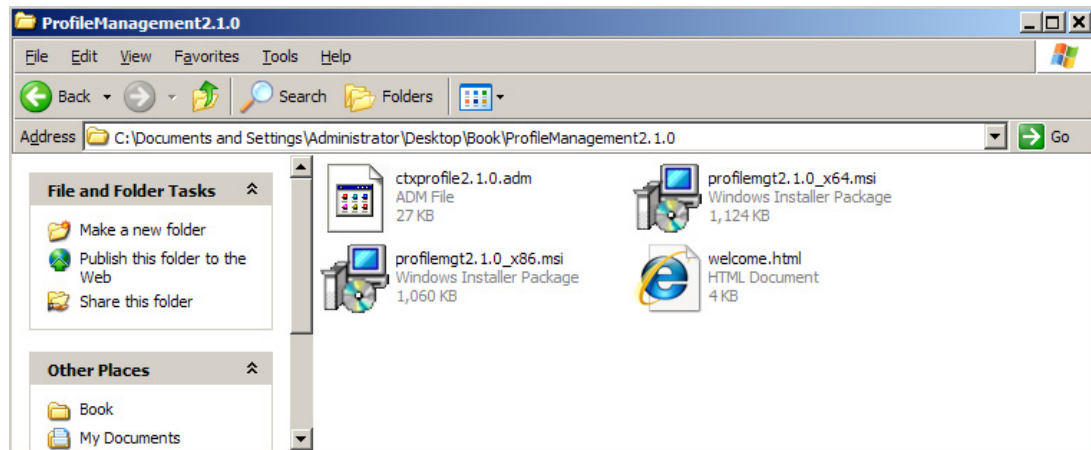 ProfileManagement2.1.0
File Edit View Favorites Tools Help
Back Search Folders
Address C:\Documents and Settings\Administrator\Desktop\Book\ProfileManagement2.1.0 Go
File and Folder Tasks
Make a new folder
Publish this folder to the
Web
Share this folder
Other Places
Book
My Documents
ctxprofile2.1.0.adm
ADM File
27 KB
profilemgt2.1.0_x64.msi
Windows Installer Package
1,124 KB
profilemgt2.1.0_x86.msi
Windows Installer Package
1,060 KB
welcome.html
HTML Document
4 KB